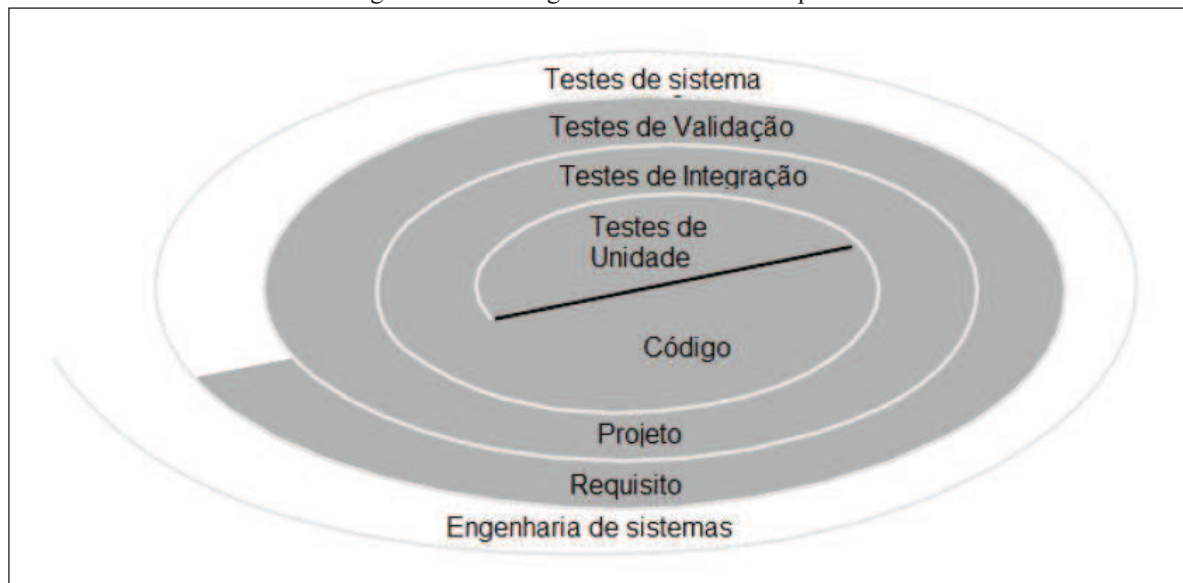 Testes de sistema
Testes de Validação
Testes de Integração
Testes de
Unidade
Código
Projeto
Requisito
Engenharia de sistemas